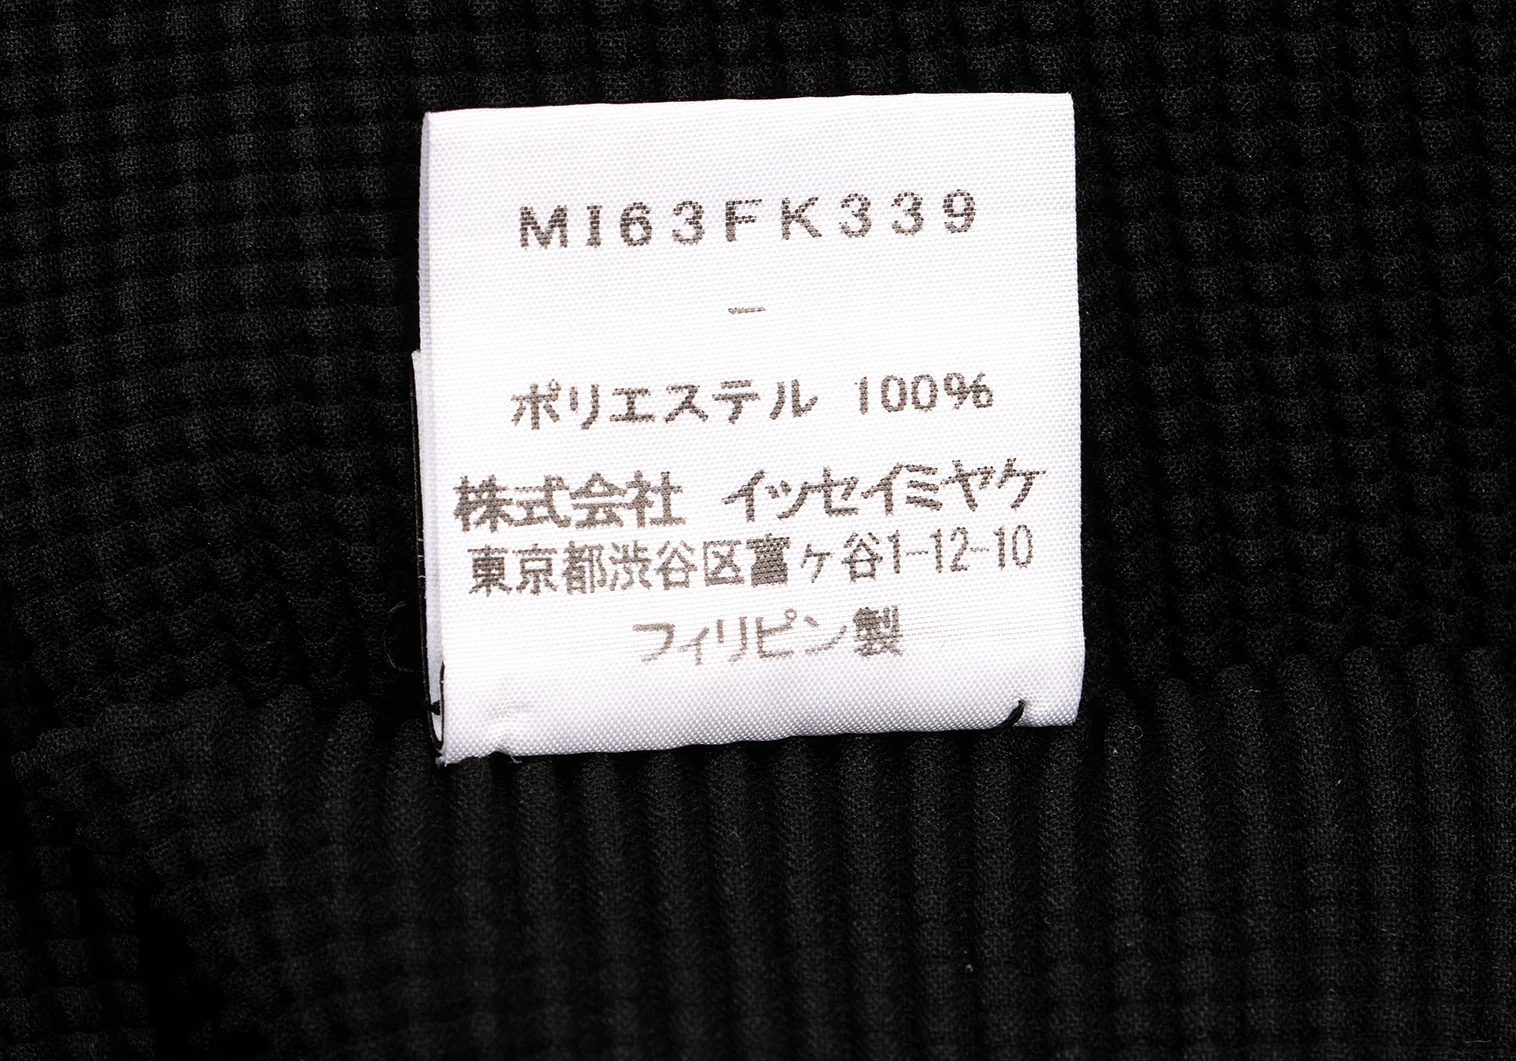 MI63FK339
-
ポリエステル 100%
株式会社 イッセイミヤケ
東京都渋谷区富ヶ谷1-12-10
フィリピン製